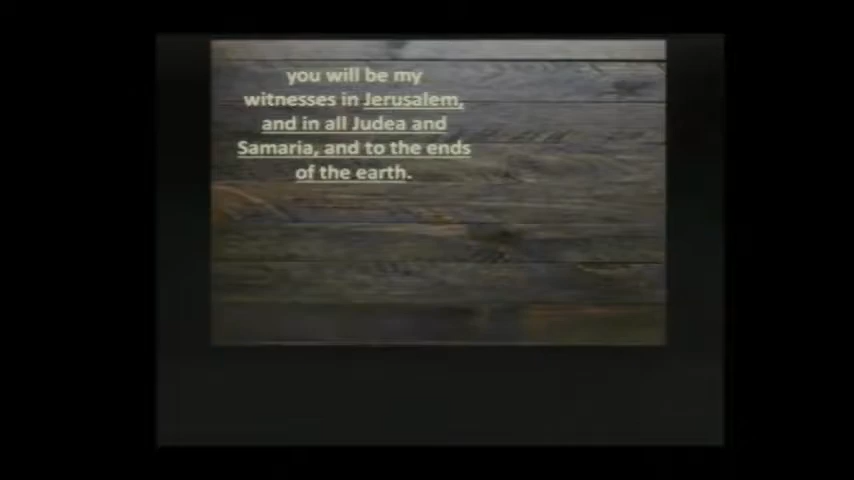 you will be my
witnesses in Jerusalem,
and in all Judea and
Samaria, and to the ends
of the earth.